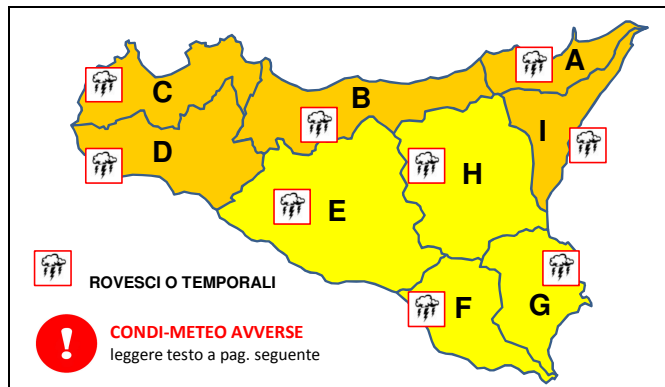 A
C
B
I
D
H
E
ROVESCI O TEMPORALI
F
G
!
CONDI-METEO AVVERSE
leggere testo a pag. seguente